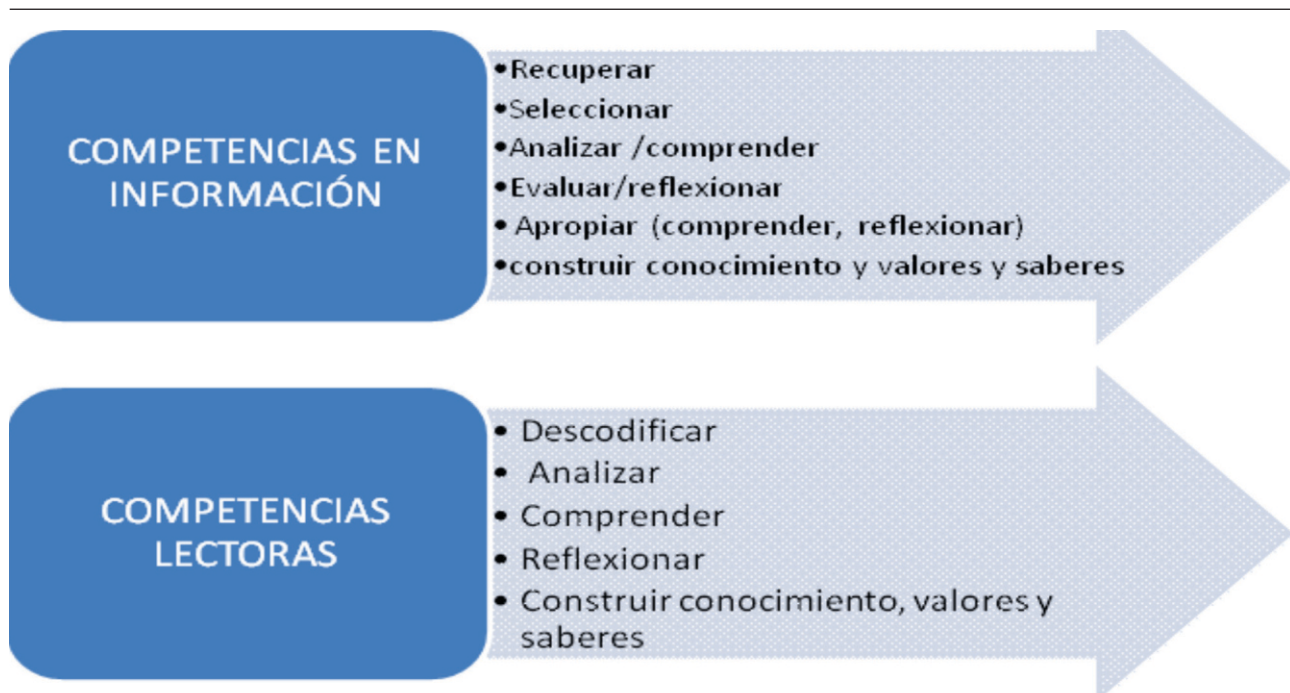 COMPETENCIAS EN
INFORMACIÓN
•Recuperar
•Seleccionar
•Analizar /comprender
•Evaluar/reflexionar
• Apropiar (comprender, reflexionar)
•construir conocimiento y valores y saberes
COMPETENCIAS
LECTORAS
• Descodificar
• Analizar
• Comprender
• Reflexionar
• Construir conocimiento, valores y
saberes